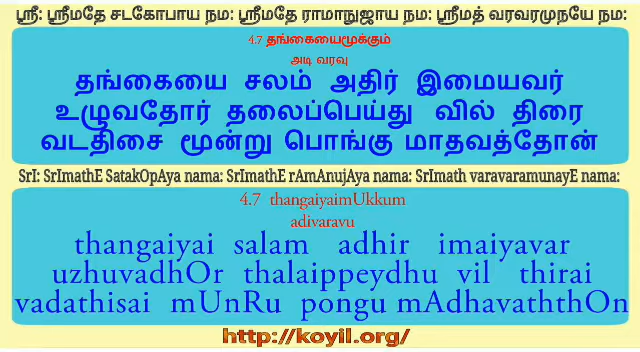 ஸ்ரீ: ஸ்ரீமதே சடகோபாய நம: ஸ்ரீமதே ராமாநுஜாய நம: ஸ்ரீமத் வரவரமுநயே நம:
4.7 தங்கையைமூக்கும்
அடி வரவு
தங்கையை சலம் அதிர் இமையவர்
உழுவதோர் தலைப்பெய்து வில் திரை
வடதிசை மூன்று பொங்கு மாதவத்தோன்
SrI: SrImathE SatakOpAya nama: SrImathE rAmAnujAya nama: SrImath varavaramunayE nama:
4.7 thangaiyaimUkkum
adivaravu
thangaiyai salam adhir imaiyavar
uzhuvadhOr thalaippeydhu vil thirai
vadathisai mUnRu pongu mAdhavaththOn
http://koyil.org/